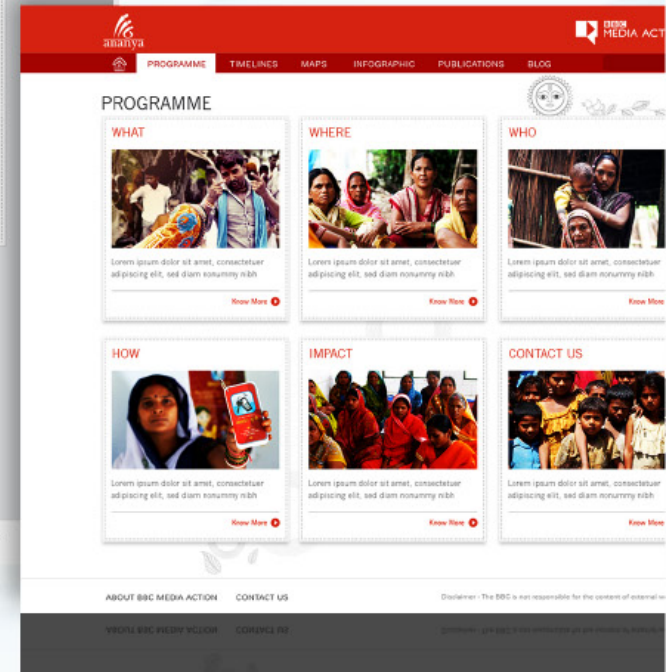 ananya
BBC
MEDIA ACT
PROGRAMME
TIMELINES
MAPS
INFOGRAPHIC
PUBLICATIONS
BLOG
PROGRAMME
WHAT
Lorem ipsum dolor sit amet, consectetuer
adipiscing elit, sed diam nonummy nibh
Know More
WHERE
Lorem ipsum dolor sit amet, consectetuer
adipiscing elit, sed diam nonummy nibh
Know More
WHO
Lorem ipsum dolor sit amet, consectetuer
adipiscing elit, sed diam nonummy nibh
Know More
HOW
Lorem ipsum dolor sit amet, consectetuer
adipiscing elit, sed diam nonummy nibh
Know More
IMPACT
Lorem ipsum dolor sit amet, consectetuer
adipiscing elit, sed diam nonummy nibh
Know More
CONTACT US
Lorem ipsum dolor sit amet, consectetuer
adipiscing elit, sed diam nonummy nibh
Know More
ABOUT BBC MEDIA ACTION
CONTACT US
Disclaimer - The BBC is not responsible for the content of external